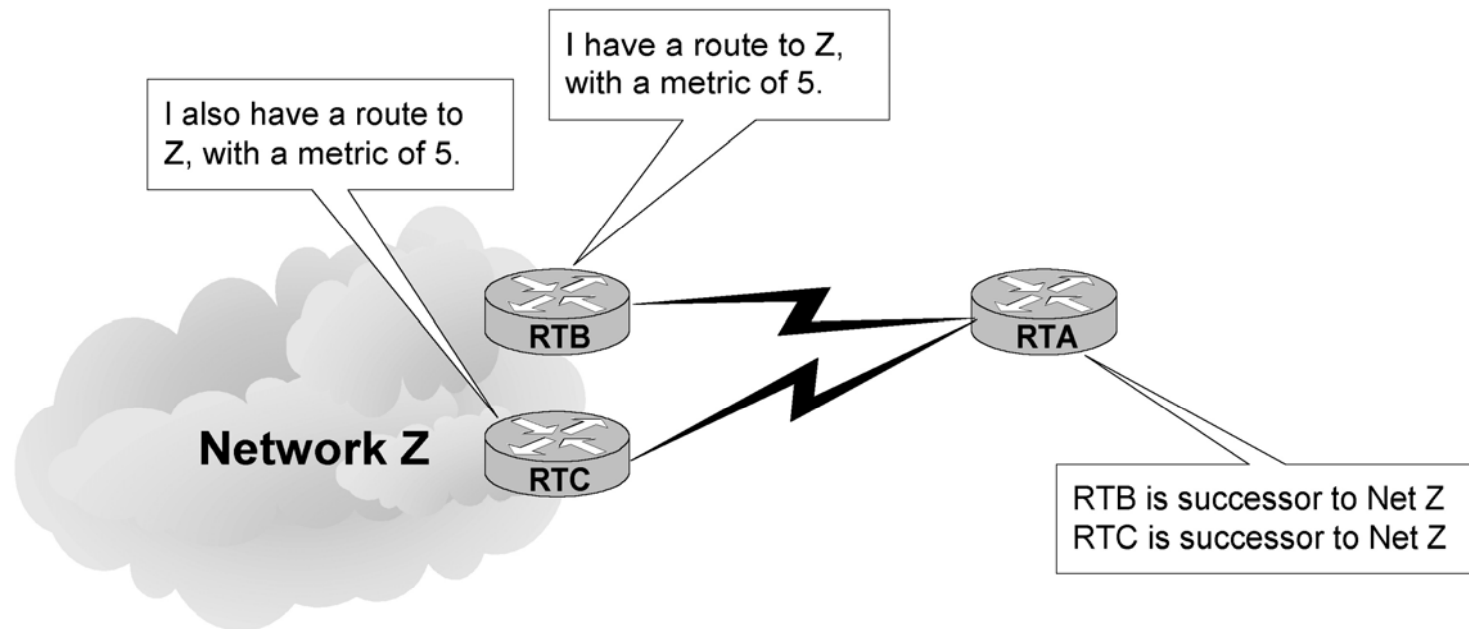 I have a route to Z,
with a metric of 5.
I also have a route to
Z, with a metric of 5.
RTB
RTA
Network Z
RTC
RTB is successor to Net Z
RTC is successor to Net Z